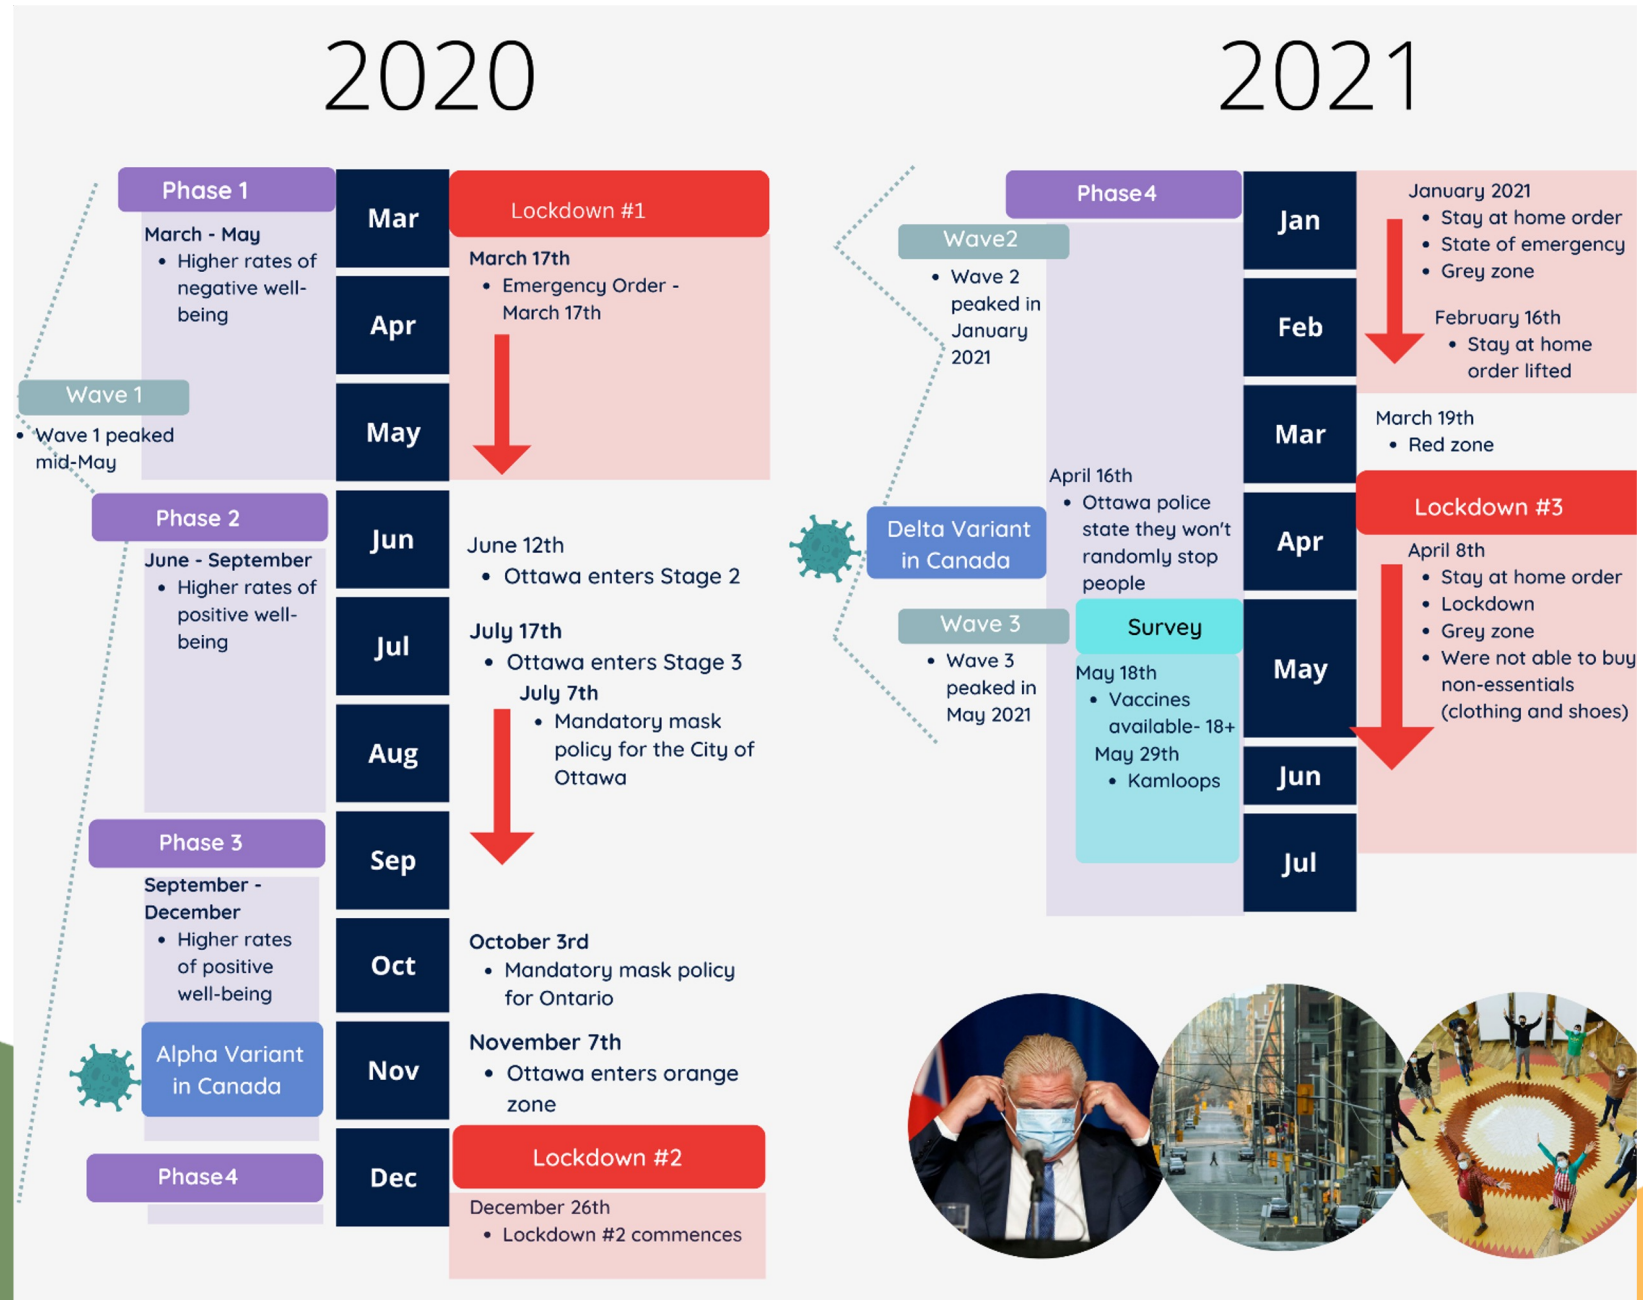 2020
Phase 1
March - May
• Higher rates of
negative well-
being
Wave 1
• Wave 1 peaked
mid-May
Phase 2
June - September
• Higher rates of
positive well-
being
Phase 3
September -
December
• Higher rates
of positive
well-being
Alpha Variant
in Canada
Phase4
Mar
Apr
May
Jun
Jul
Aug
Sep
Oct
Nov
Dec
Lockdown #1
March 17th
• Emergency Order -
March 17th
June 12th
• Ottawa enters Stage 2
July 17th
• Ottawa enters Stage 3
July 7th
• Mandatory mask
policy for the City of
Ottawa
October 3rd
• Mandatory mask policy
for Ontario
November 7th
• Ottawa enters orange
zone
Lockdown #2
December 26th
• Lockdown #2 commences
2021
Phase4
Wave2
• Wave 2
peaked in
January
2021
April 16th
• Ottawa police
state they won't
randomly stop
people
Delta Variant
in Canada
Wave 3
• Wave 3
peaked in
May 2021
Survey
May 18th
• Vaccines
available- 18+
May 29th
• Kamloops
Jan
Feb
Mar
Apr
May
Jun
Jul
January 2021
• Stay at home order
• State of emergency
• Grey zone
February 16th
• Stay at home
order lifted
March 19th
• Red zone
Lockdown #3
April 8th
• Stay at home order
• Lockdown
• Grey zone
• Were not able to buy
non-essentials
(clothing and shoes)